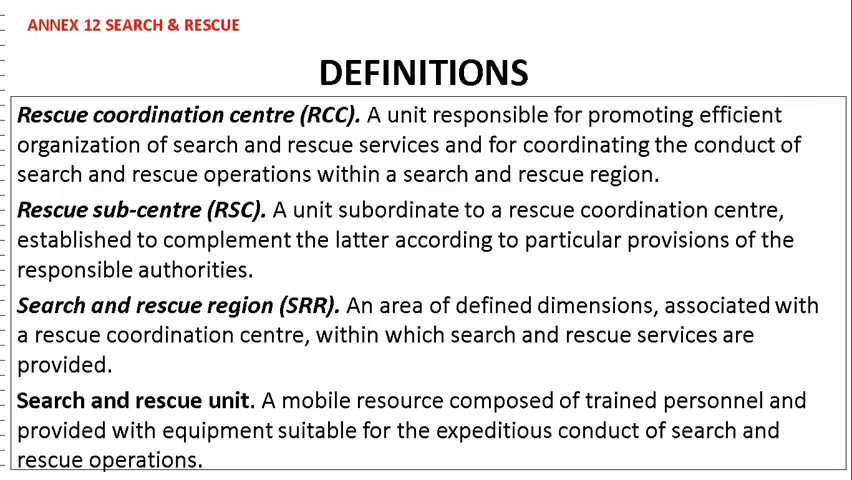 ANNEX 12 SEARCH & RESCUE
DEFINITIONS
Rescue coordination centre (RCC). A unit responsible for promoting efficient
organization of search and rescue services and for coordinating the conduct of
search and rescue operations within a search and rescue region.
Rescue sub-centre (RSC). A unit subordinate to a rescue coordination centre,
established to complement the latter according to particular provisions of the
responsible authorities.
Search and rescue region (SRR). An area of defined dimensions, associated with
a rescue coordination centre, within which search and rescue services are
provided.
Search and rescue unit. A mobile resource composed of trained personnel and
provided with equipment suitable for the expeditious conduct of search and
rescue operations.